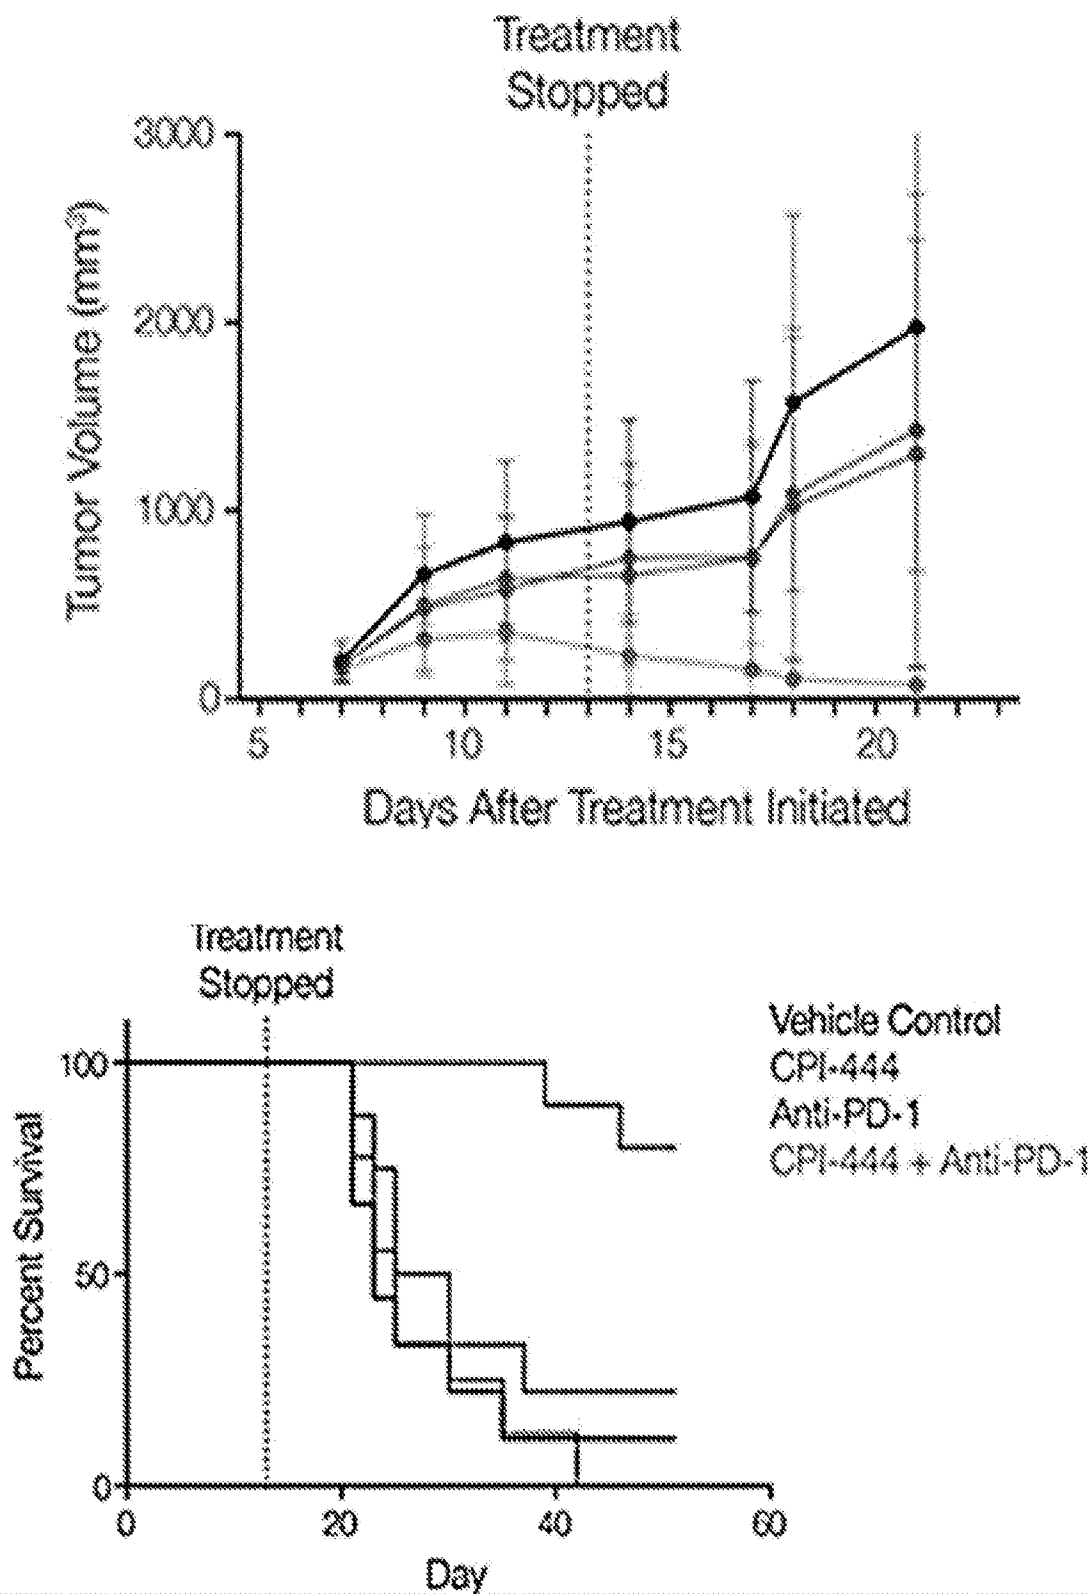 Treatment
Stopped
3000
2000
1000
0
Tumor Volume (mm³)
5 10 15 20
Days After Treatment Initiated
Treatment
Stopped
100
50
0
Percent Survival
0 20 40 60
Day
Vehicle Control
CPI-444
Anti-PD-1
CPI-444 + Anti-PD-1